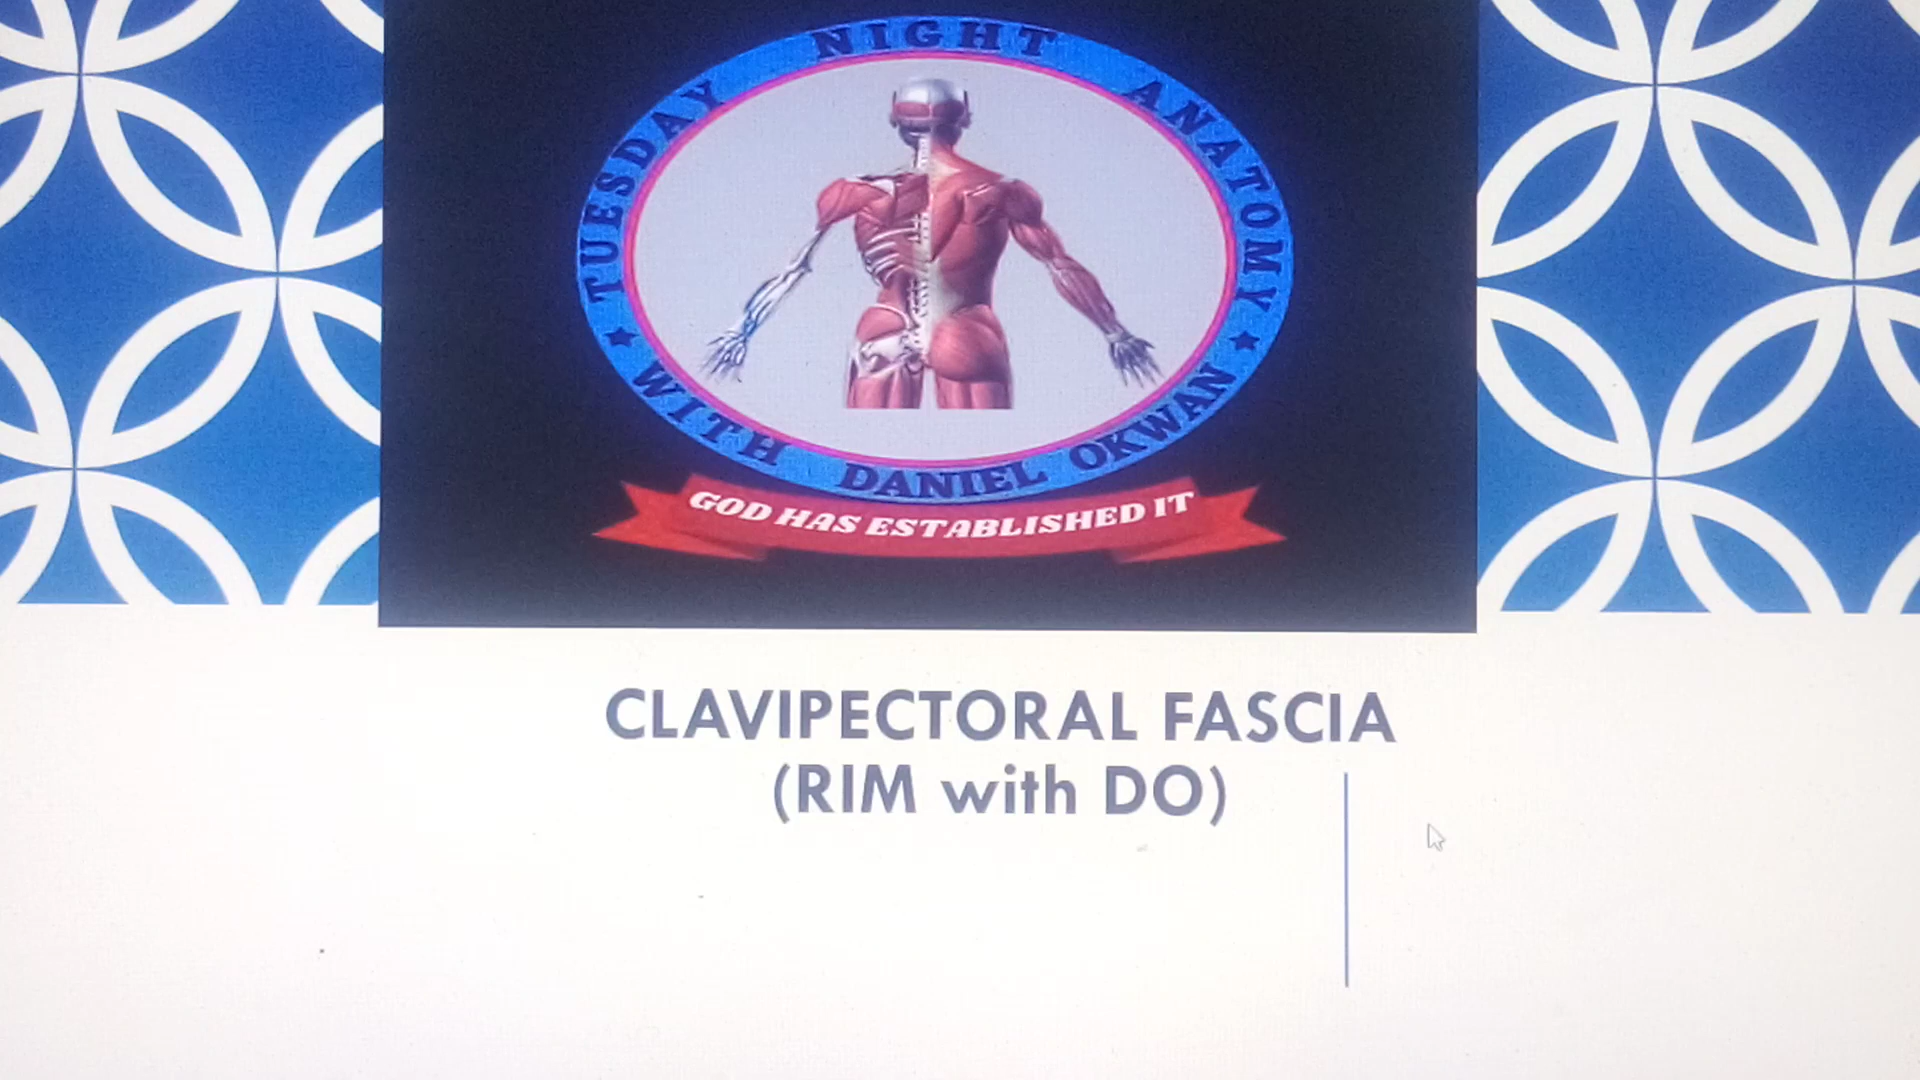 TUESDAY NIGHT ANATOMY
WITH DANIEL OKWAN
GOD HAS ESTABLISHED IT
CLAVIPECTORAL FASCIA
(RIM with DO)